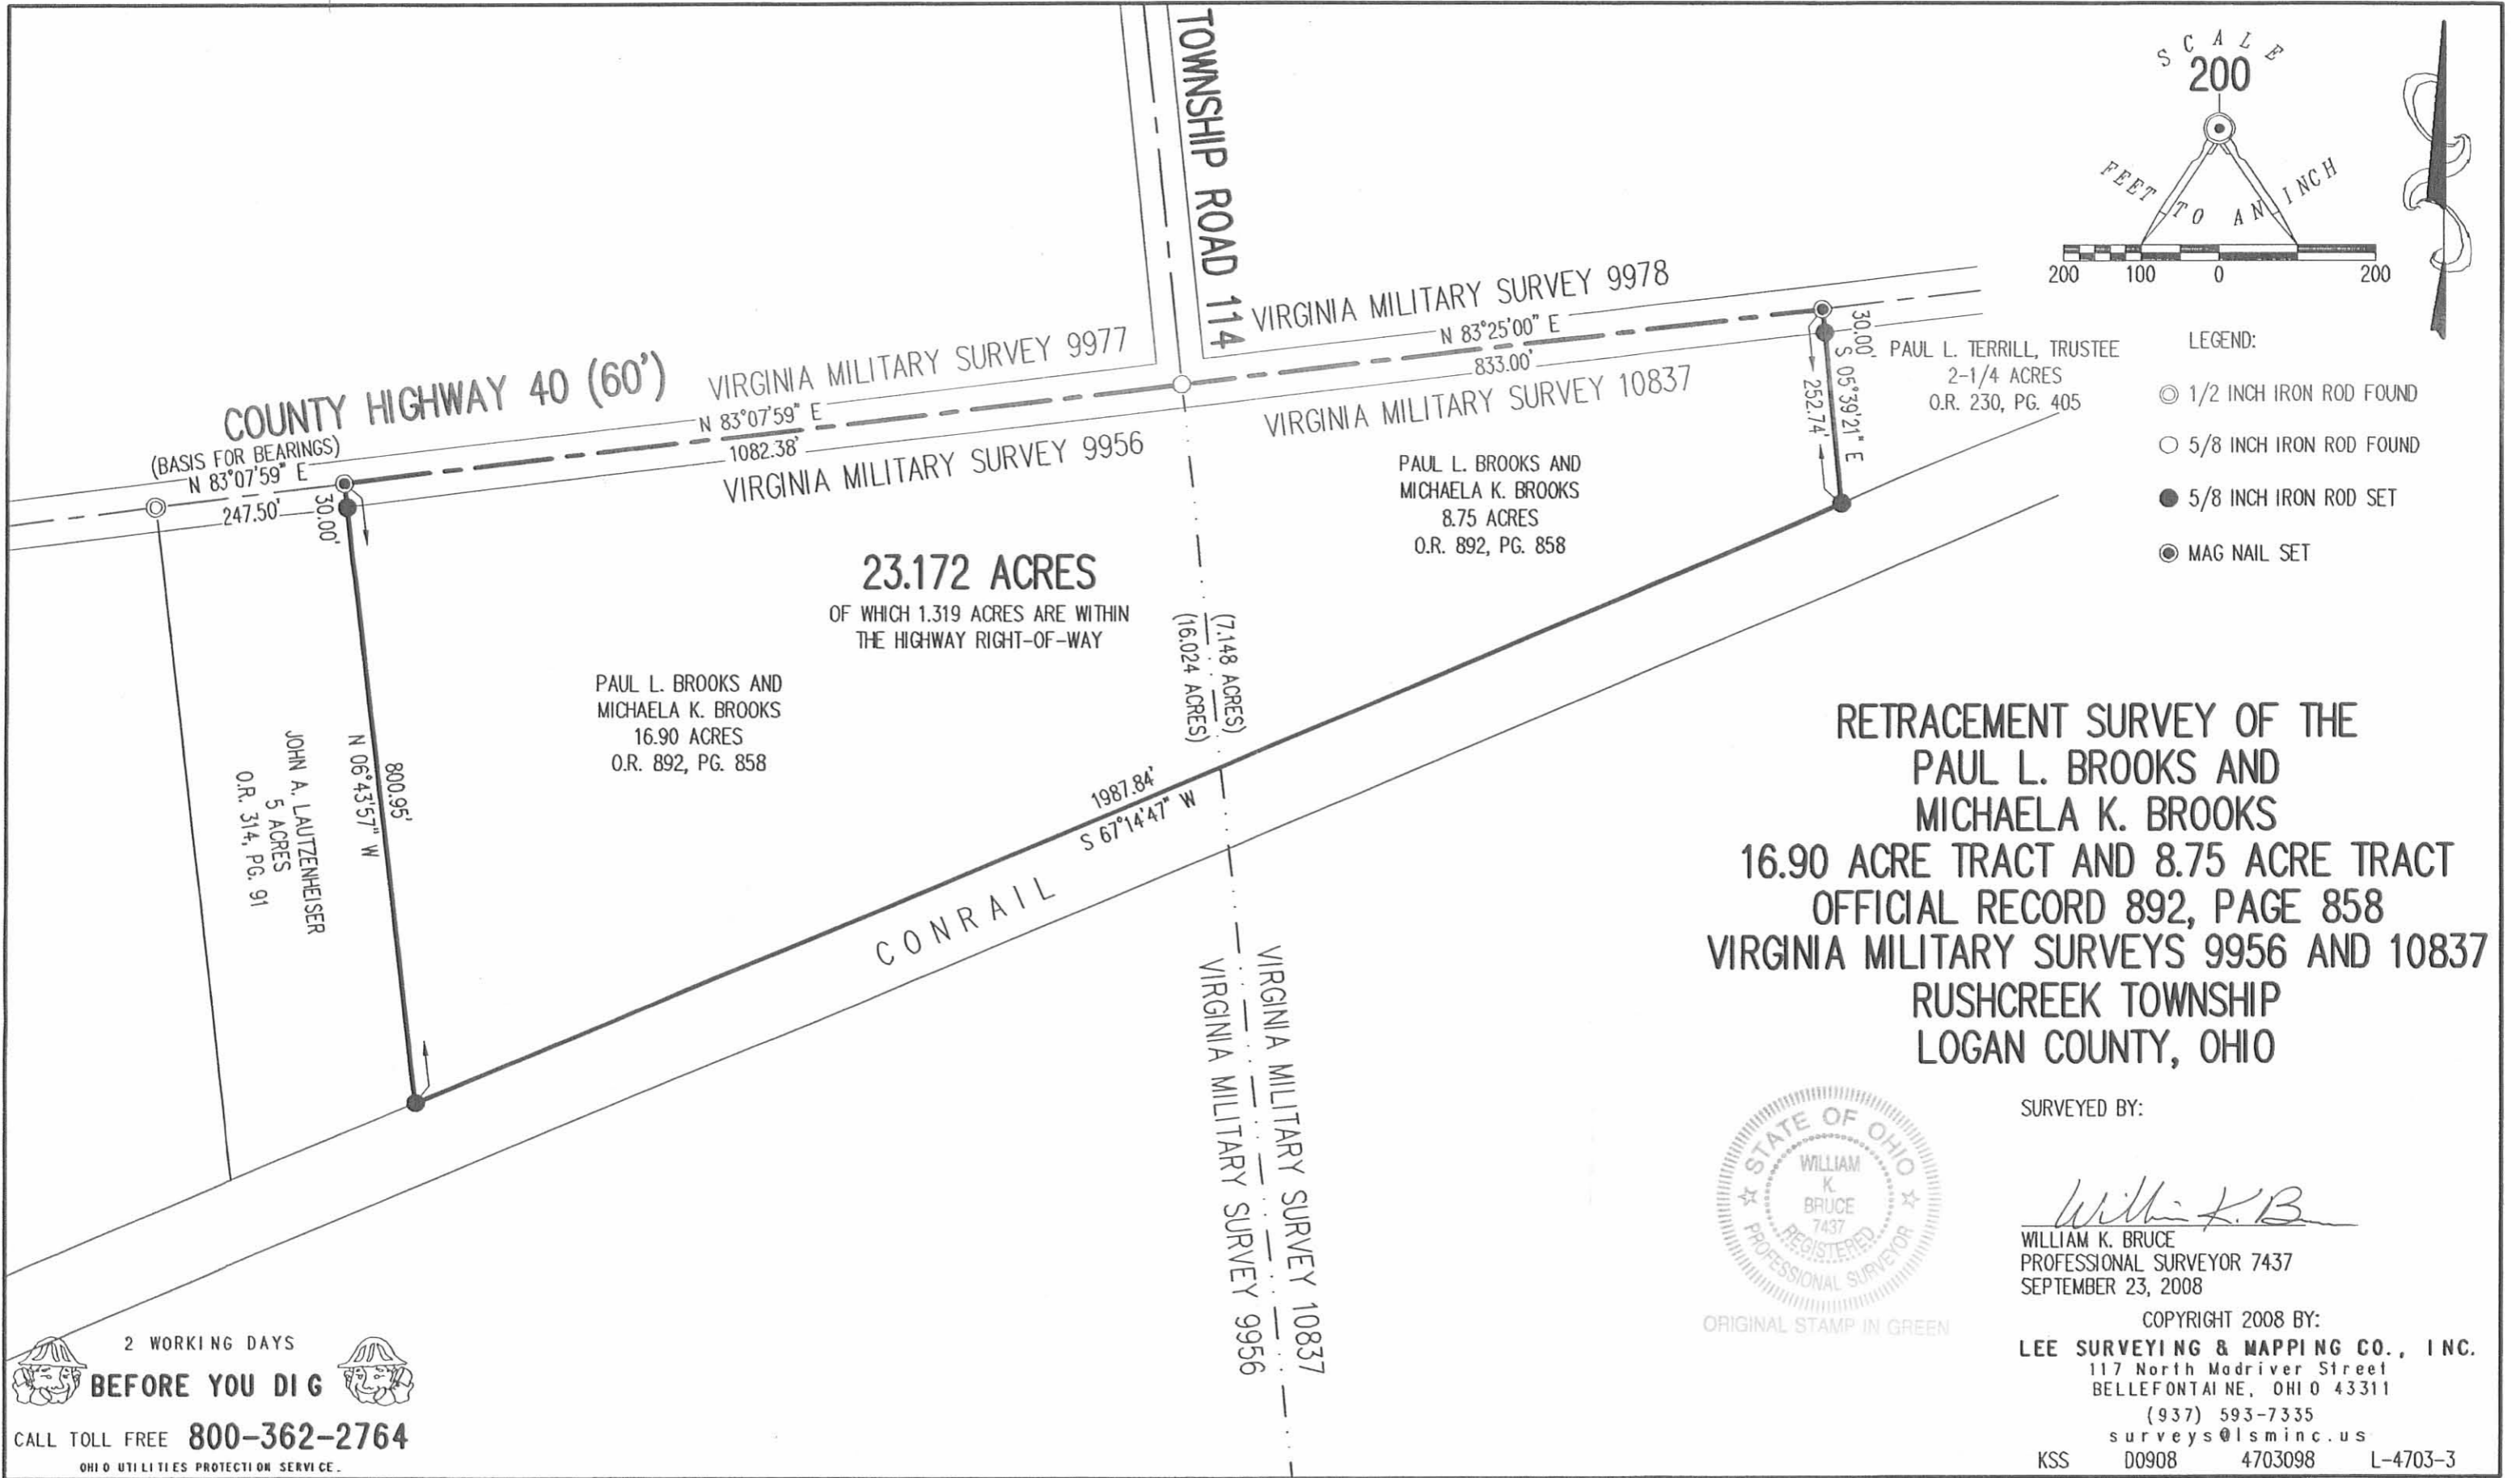 TOWNSHIP ROAD 114
SCALE
200
FEET TO AN INCH
200 100 0 200
LEGEND:
1/2 INCH IRON ROD FOUND
5/8 INCH IRON ROD FOUND
5/8 INCH IRON ROD SET
MAG NAIL SET
COUNTY HIGHWAY 40 (60')
VIRGINIA MILITARY SURVEY 9977
VIRGINIA MILITARY SURVEY 9978
(BASIS FOR BEARINGS)
N 83°07'59" E
247.50'
N 83°07'59" E
1082.38'
N 83°25'00" E
833.00'
VIRGINIA MILITARY SURVEY 9956
VIRGINIA MILITARY SURVEY 10837
30.00'
30.00'
S 05°39'21" E
252.74'
PAUL L. TERRILL, TRUSTEE
2-1/4 ACRES
O.R. 230, PG. 405
PAUL L. BROOKS AND
MICHAELA K. BROOKS
8.75 ACRES
O.R. 892, PG. 858
23.172 ACRES
OF WHICH 1.319 ACRES ARE WITHIN
THE HIGHWAY RIGHT-OF-WAY
(7.148 ACRES)
(16.024 ACRES)
PAUL L. BROOKS AND
MICHAELA K. BROOKS
16.90 ACRES
O.R. 892, PG. 858
800.95'
N 06°43'57" W
JOHN A. LAUTZENHEISER
5 ACRES
O.R. 314, PG. 91
1987.84'
S 67°14'47" W
CONRAIL
VIRGINIA MILITARY SURVEY 10837
VIRGINIA MILITARY SURVEY 9956
RETRACEMENT SURVEY OF THE
PAUL L. BROOKS AND
MICHAELA K. BROOKS
16.90 ACRE TRACT AND 8.75 ACRE TRACT
OFFICIAL RECORD 892, PAGE 858
VIRGINIA MILITARY SURVEYS 9956 AND 10837
RUSHCREEK TOWNSHIP
LOGAN COUNTY, OHIO
STATE OF OHIO
WILLIAM
K.
BRUCE
7437
REGISTERED
PROFESSIONAL SURVEYOR
ORIGINAL STAMP IN GREEN
SURVEYED BY:
William K. B
WILLIAM K. BRUCE
PROFESSIONAL SURVEYOR 7437
SEPTEMBER 23, 2008
COPYRIGHT 2008 BY:
LEE SURVEYING & MAPPING CO., INC.
117 North Madriver Street
BELLEFONTAINE, OHIO 43311
(937) 593-7335
surveys@lsminc.us
KSS D0908 4703098 L-4703-3
2 WORKING DAYS
BEFORE YOU DIG
CALL TOLL FREE 800-362-2764
OHIO UTILITIES PROTECTION SERVICE.